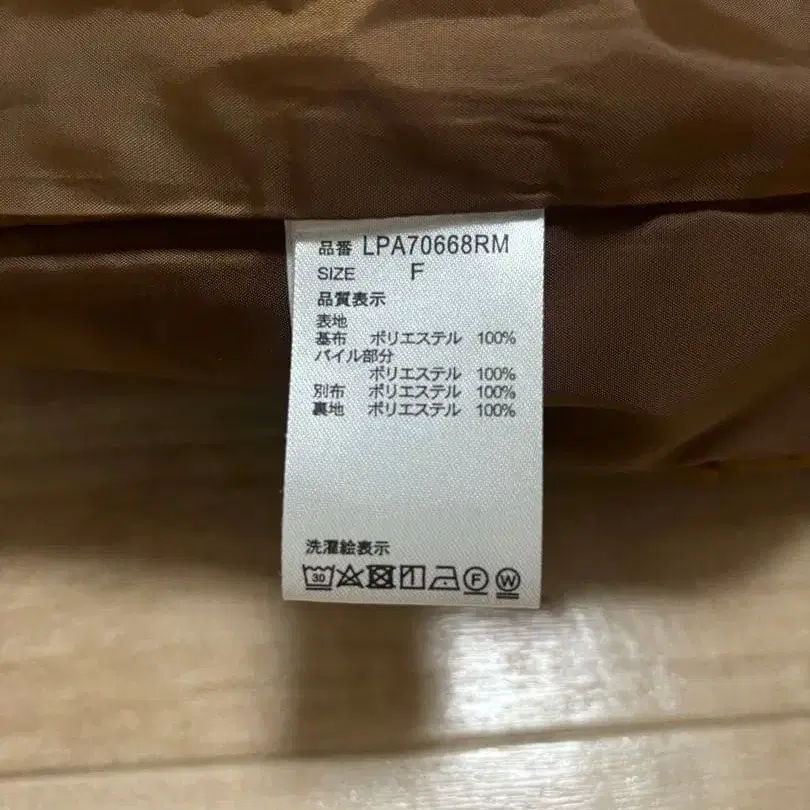 品番 LPA70668RM
SIZE F
品質表示
表地
基布 ポリエステル 100%
パイル部分
ポリエステル 100%
別布 ポリエステル 100%
裏地 ポリエステル 100%
洗濯絵表示
30 F W